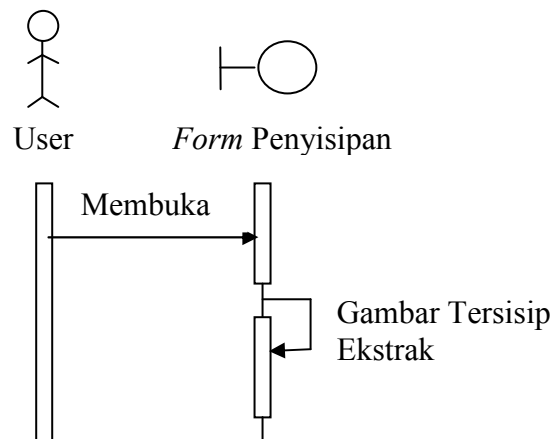 User
Form Penyisipan
Membuka
Gambar Tersisip
Ekstrak